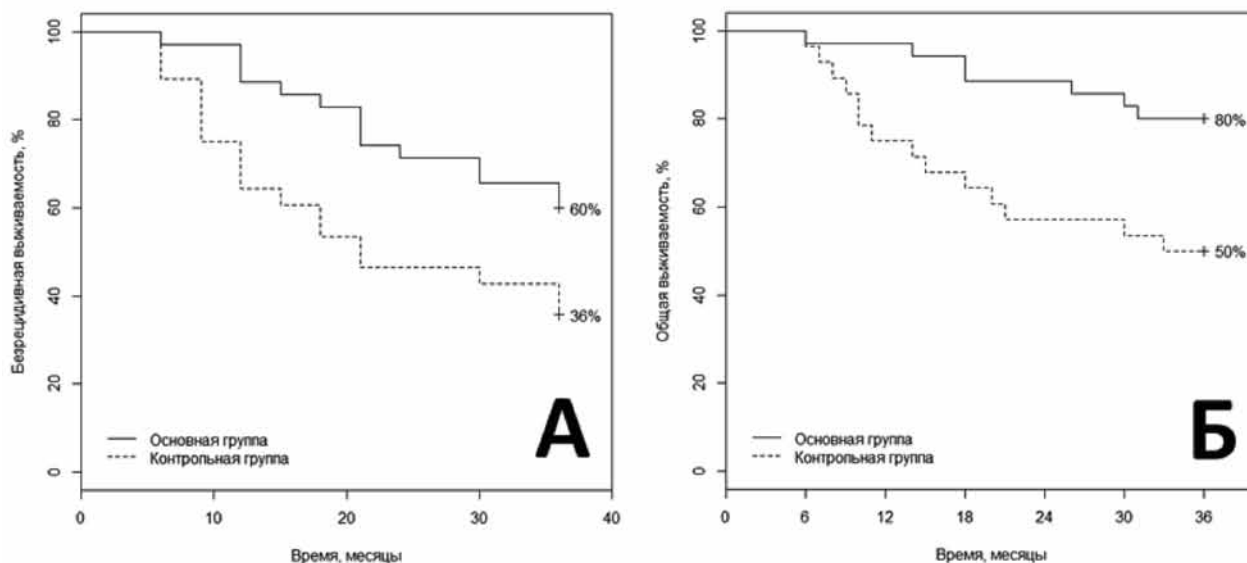 Безрецидивная выживаемость, %
100
80
60
40
20
0
60%
36%
А
Основная группа
Контрольная группа
0 10 20 30 40
Время, месяцы
Общая выживаемость, %
100
80
60
40
20
0
80%
50%
Б
Основная группа
Контрольная группа
0 6 12 18 24 30 36
Время, месяцы